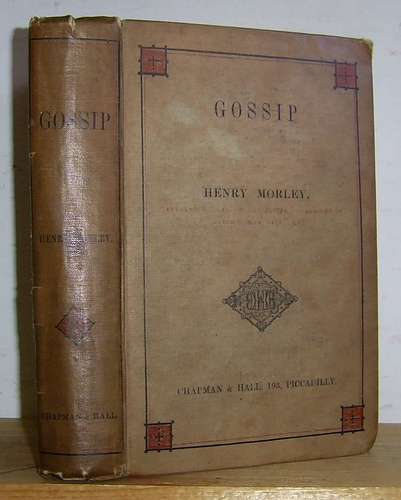 GOSSIP
HENRY MORLEY,
CHAPMAN & HALL
GOSSIP
HENRY MORLEY,
CHAPMAN & HALL, 193, PICCADILLY.